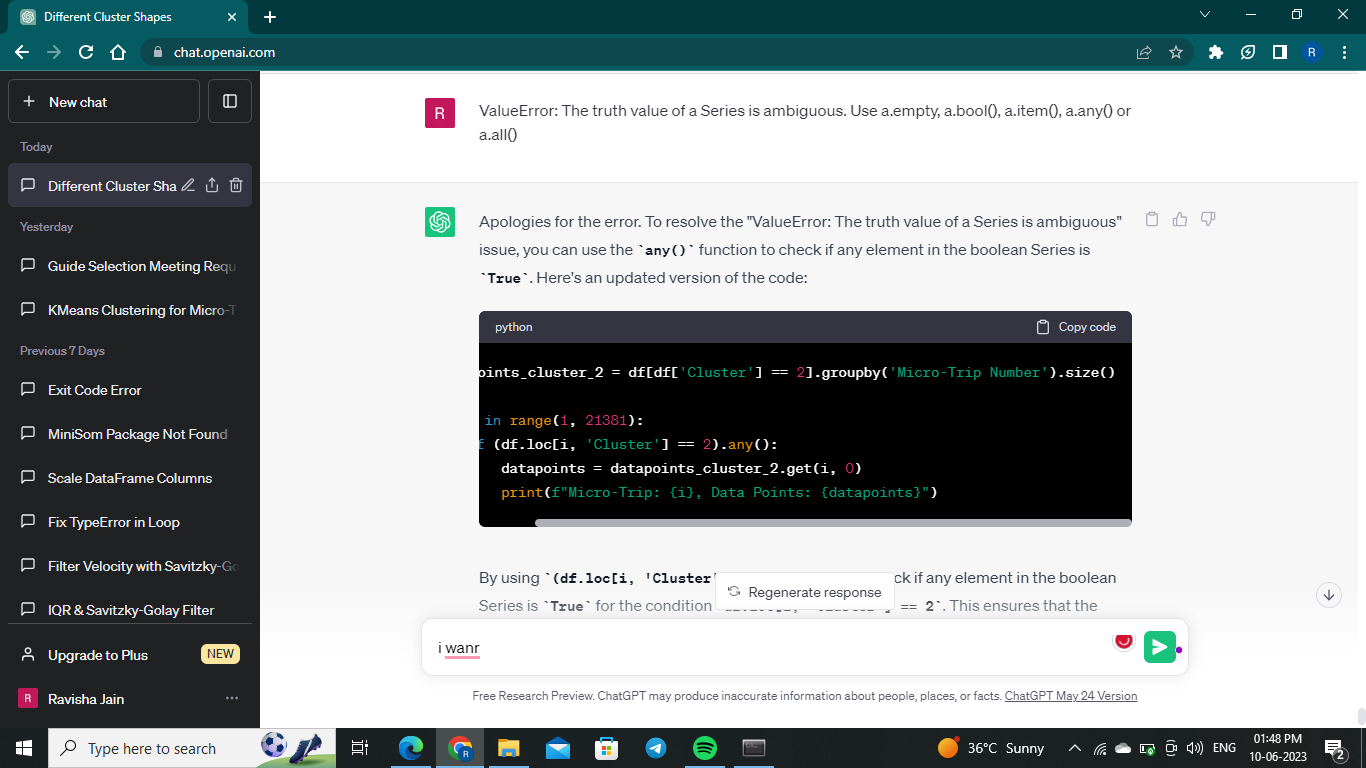 Different Cluster Shapes
chat.openai.com
R
New chat
Today
Different Cluster Sha
Yesterday
Guide Selection Meeting Requ
KMeans Clustering for Micro-T
Previous 7 Days
Exit Code Error
MiniSom Package Not Found
Scale DataFrame Columns
Fix TypeError in Loop
Filter Velocity with Savitzky-Go
IQR & Savitzky-Golay Filter
Upgrade to Plus NEW
R Ravisha Jain
R
ValueError: The truth value of a Series is ambiguous. Use a.empty, a.bool(), a.item(), a.any() or
a.all()
Apologies for the error. To resolve the "ValueError: The truth value of a Series is ambiguous"
issue, you can use the `any()` function to check if any element in the boolean Series is
`True`. Here's an updated version of the code:
python Copy code
points_cluster_2 = df[df['Cluster'] == 2].groupby('Micro-Trip Number').size()
in range(1, 21381):
f (df.loc[i, 'Cluster'] == 2).any():
datapoints = datapoints_cluster_2.get(i, 0)
print(f"Micro-Trip: {i}, Data Points: {datapoints}")
By using `(df.loc[i, 'Cluster' ck if any element in the boolean
Series is `True` for the condition == 2`. This ensures that the
Regenerate response
i wanr
Free Research Preview. ChatGPT may produce inaccurate information about people, places, or facts. ChatGPT May 24 Version
Type here to search
R
36°C Sunny
ENG
01:48 PM
10-06-2023
2